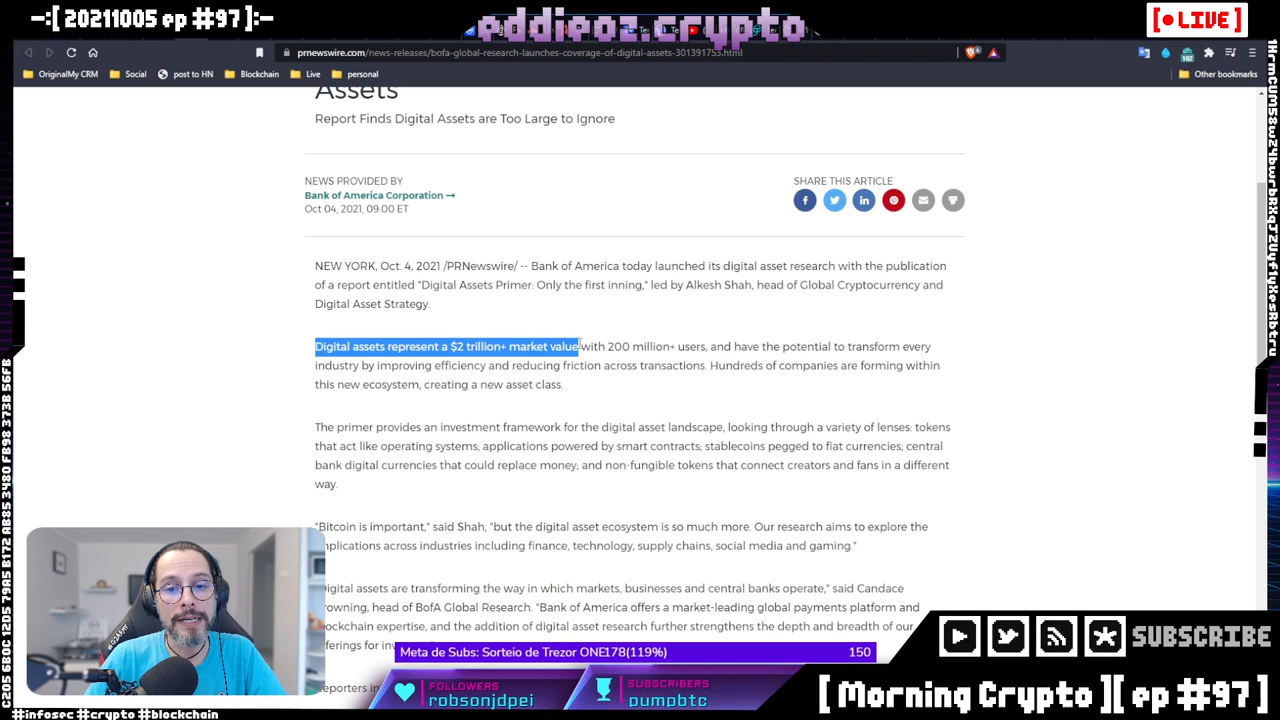 -:[ 20211005 ep #97 ]:-
eddieoz.crypto
[● LIVE]
prnewswire.com/news-releases/bofa-global-research-launches-coverage-of-digital-assets-301391753.html
OriginalMy CRM
Social
post to HN
Blockchain
Live
personal
Other bookmarks
Assets
Report Finds Digital Assets are Too Large to Ignore
NEWS PROVIDED BY
Bank of America Corporation →
Oct 04, 2021, 09:00 ET
SHARE THIS ARTICLE
NEW YORK, Oct. 4, 2021 /PRNewswire/ -- Bank of America today launched its digital asset research with the publication
of a report entitled "Digital Assets Primer: Only the first inning," led by Alkesh Shah, head of Global Cryptocurrency and
Digital Asset Strategy.
Digital assets represent a $2 trillion+ market value with 200 million+ users, and have the potential to transform every
industry by improving efficiency and reducing friction across transactions. Hundreds of companies are forming within
this new ecosystem, creating a new asset class.
The primer provides an investment framework for the digital asset landscape, looking through a variety of lenses: tokens
that act like operating systems; applications powered by smart contracts; stablecoins pegged to fiat currencies; central
bank digital currencies that could replace money; and non-fungible tokens that connect creators and fans in a different
way.
"Bitcoin is important," said Shah, "but the digital asset ecosystem is so much more. Our research aims to explore the
mplications across industries including finance, technology, supply chains, social media and gaming."
igital assets are transforming the way in which markets, businesses and central banks operate," said Candace
rowning, head of BofA Global Research. "Bank of America offers a market-leading global payments platform and
ockchain expertise, and the addition of digital asset research further strengthens the depth and breadth of our
ferings for inv
eporters
Meta de Subs: Sorteio de Trezor ONE178(119%)
150
FOLLOWERS
robsonjdpei
SUBSCRIBERS
pumpbtc
SUBSCRIBE
[ Morning Crypto ][ ep #97 ]
#infosec #crypto #blockchain